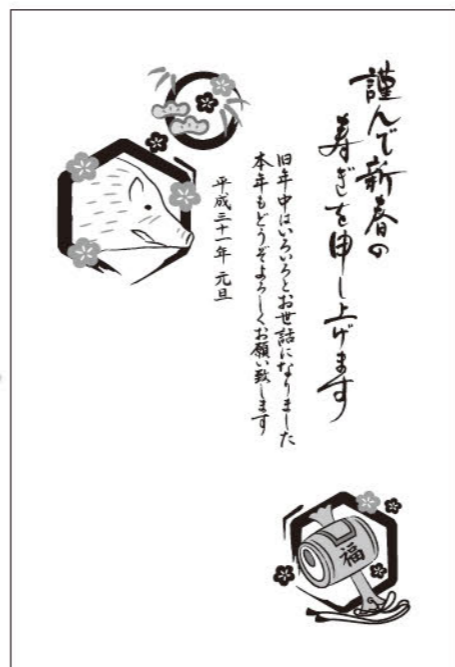 謹んで新春の
寿ぎを申し上げます
旧年中はいろいろとお世話になりました
本年もどうぞよろしくお願い致します
平成三十一年 元旦
福